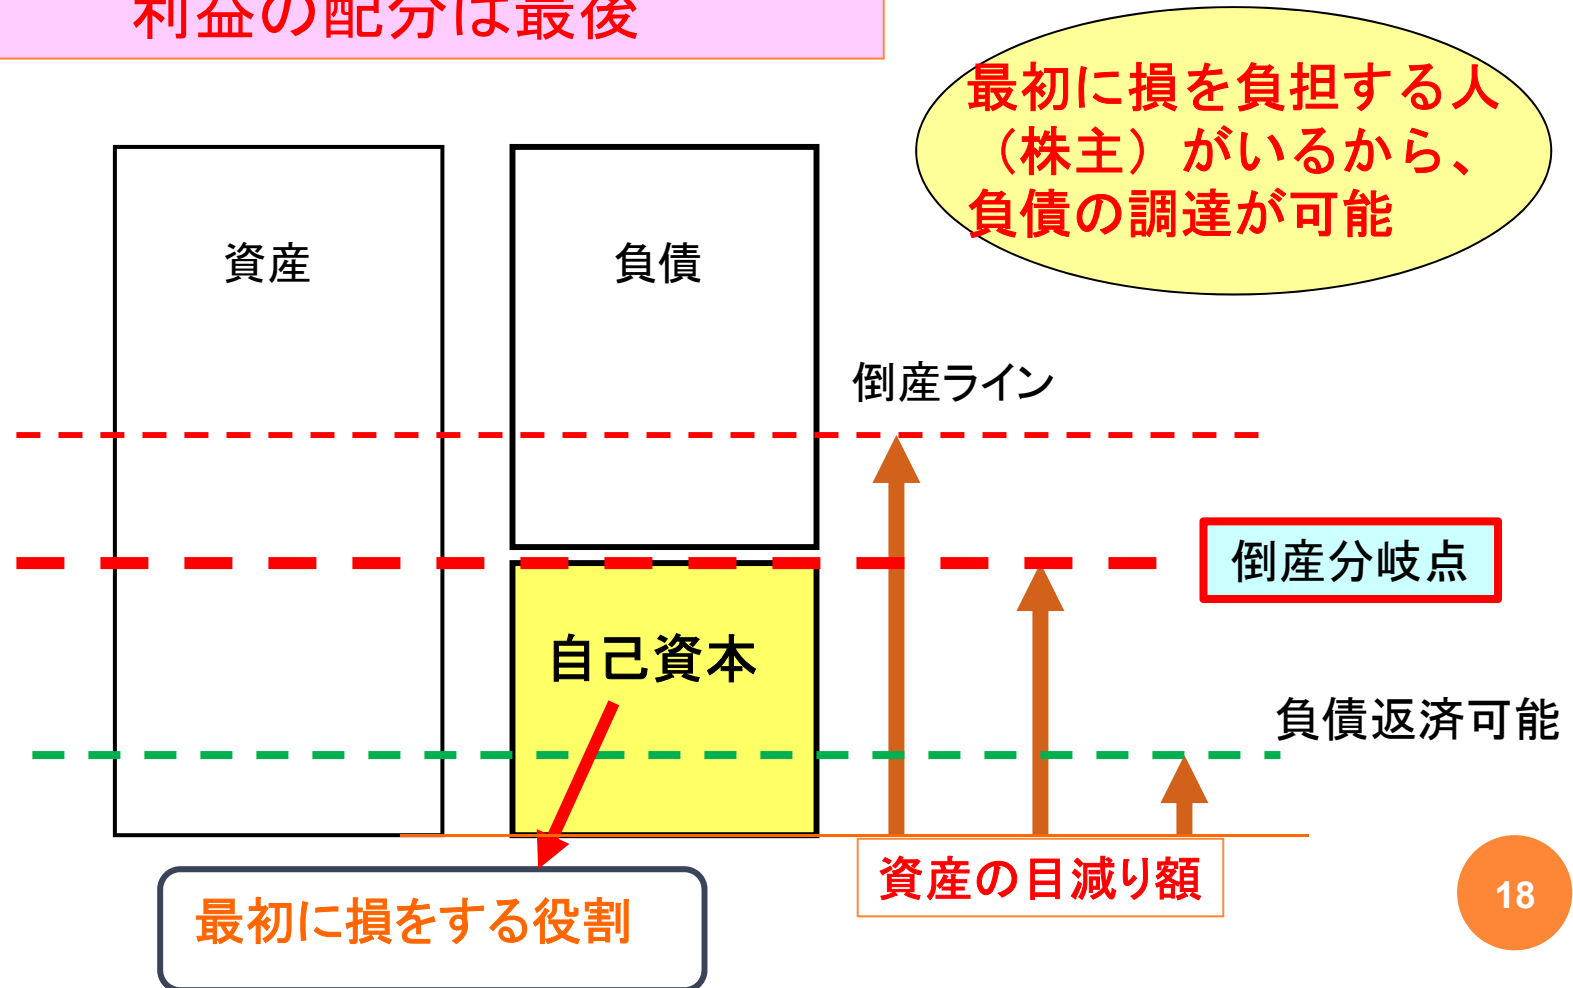 利益の配分は最後
最初に損を負担する人
（株主）がいるから、
負債の調達が可能
資産
負債
倒産ライン
倒産分岐点
自己資本
負債返済可能
資産の目減り額
最初に損をする役割
18